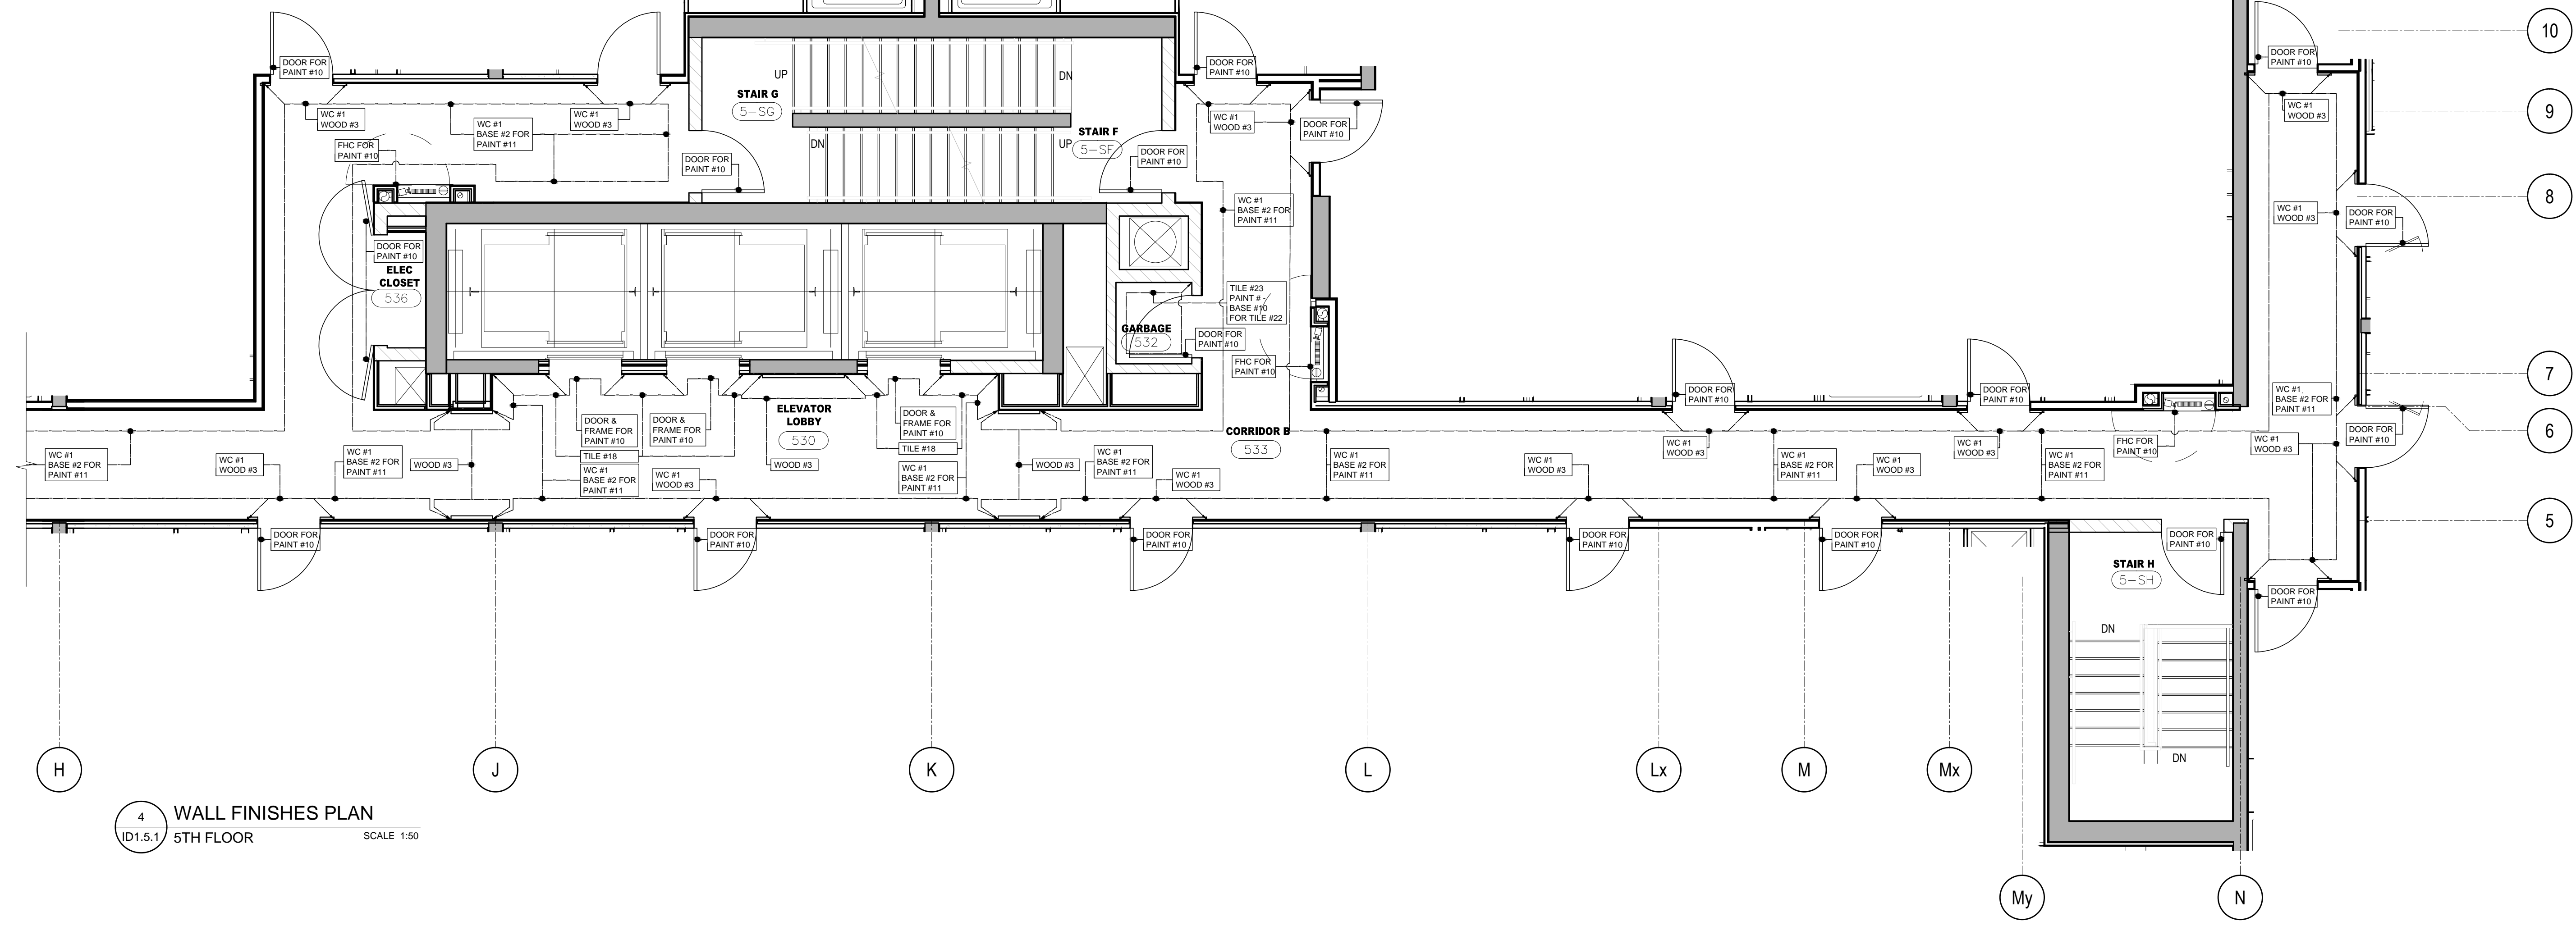 10
DOOR FOR
PAINT #10
DOOR FOR
PAINT #10
DOOR FOR
PAINT #10
UP
DN
STAIR G
5-SG
9
WC #1
WOOD #3
WC #1
BASE #2 FOR
PAINT #11
WC #1
WOOD #3
WC #1
WOOD #3
DOOR FOR
PAINT #10
WC #1
WOOD #3
STAIR F
5-SF
DN
UP
FHC FOR
PAINT #10
DOOR FOR
PAINT #10
DOOR FOR
PAINT #10
8
WC #1
BASE #2 FOR
PAINT #11
WC #1
WOOD #3
DOOR FOR
PAINT #10
DOOR FOR
PAINT #10
ELEC
CLOSET
536
TILE #23
PAINT # -
BASE #10
FOR TILE #22
GARBAGE
532
DOOR FOR
PAINT #10
FHC FOR
PAINT #10
7
DOOR FOR
PAINT #10
DOOR FOR
PAINT #10
WC #1
BASE #2 FOR
PAINT #11
DOOR &
FRAME FOR
PAINT #10
DOOR &
FRAME FOR
PAINT #10
ELEVATOR
LOBBY
530
DOOR &
FRAME FOR
PAINT #10
CORRIDOR B
533
6
DOOR FOR
PAINT #10
WC #1
BASE #2 FOR
PAINT #11
WC #1
WOOD #3
WC #1
BASE #2 FOR
PAINT #11
WOOD #3
TILE #18
WC #1
BASE #2 FOR
PAINT #11
WC #1
WOOD #3
WOOD #3
TILE #18
WC #1
BASE #2 FOR
PAINT #11
WOOD #3
WC #1
BASE #2 FOR
PAINT #11
WC #1
WOOD #3
WC #1
BASE #2 FOR
PAINT #11
WC #1
WOOD #3
WC #1
WOOD #3
WC #1
BASE #2 FOR
PAINT #11
WC #1
WOOD #3
WC #1
WOOD #3
WC #1
BASE #2 FOR
PAINT #11
FHC FOR
PAINT #10
WC #1
WOOD #3
5
DOOR FOR
PAINT #10
DOOR FOR
PAINT #10
DOOR FOR
PAINT #10
DOOR FOR
PAINT #10
DOOR FOR
PAINT #10
DOOR FOR
PAINT #10
STAIR H
5-SH
DOOR FOR
PAINT #10
DN
DN
H
J
K
L
Lx
M
Mx
My
N
4
ID1.5.1
WALL FINISHES PLAN
5TH FLOOR
SCALE 1:50